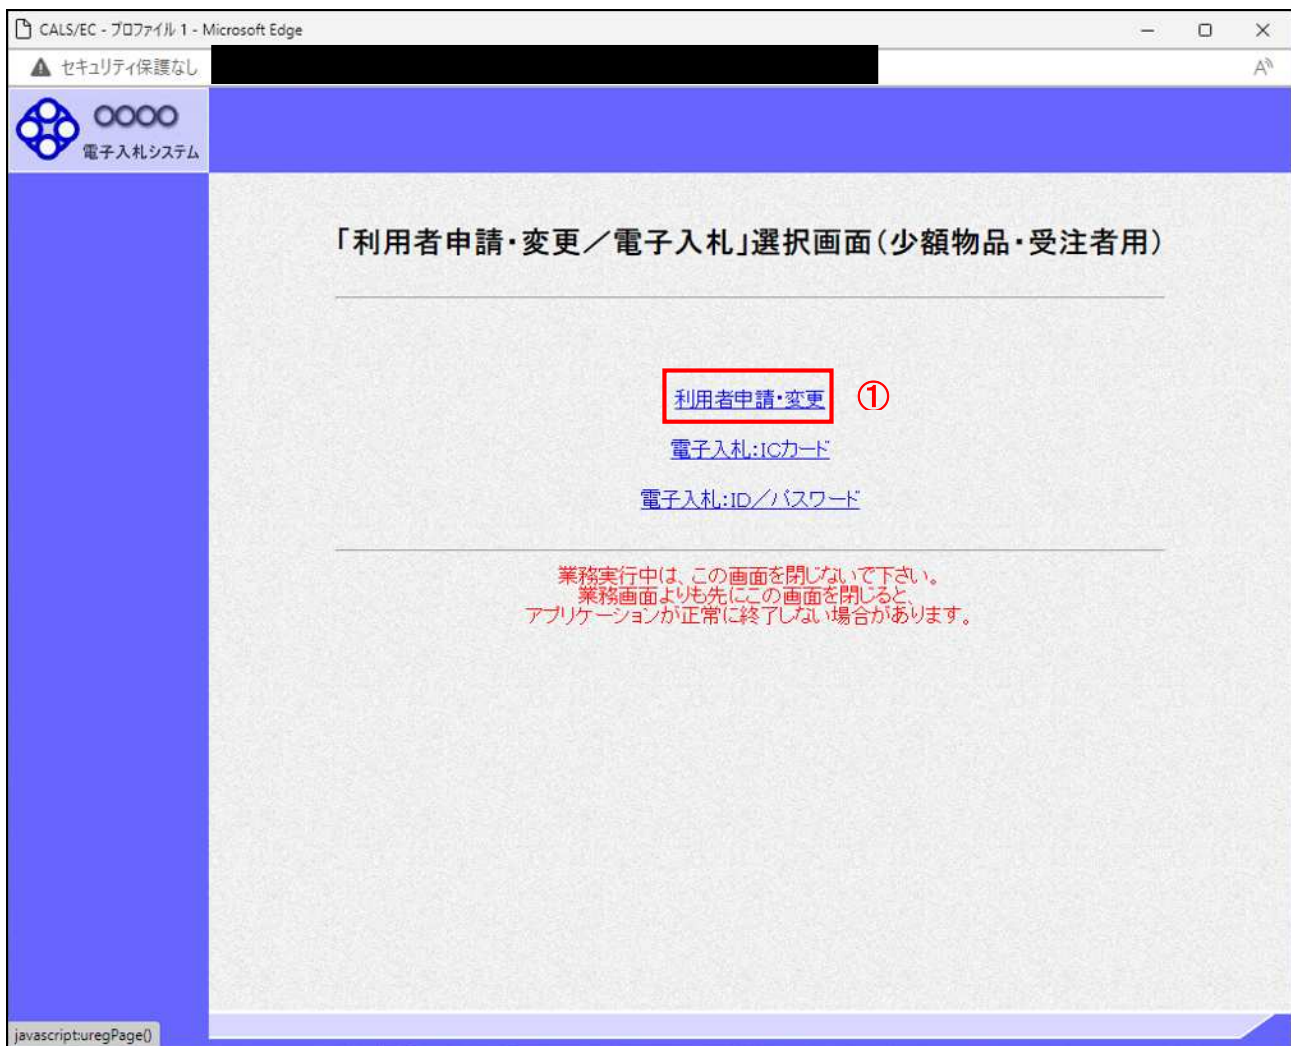 CALS/EC - プロファイル 1 - Microsoft Edge
セキュリティ保護なし
〇〇〇〇
電子入札システム
「利用者申請・変更／電子入札」選択画面（少額物品・受注者用）
利用者申請・変更 ①
電子入札：ICカード
電子入札：ID／パスワード
業務実行中は、この画面を閉じないで下さい。
業務画面よりも先にこの画面を閉じると、
アプリケーションが正常に終了しない場合があります。
javascript:uregPage()